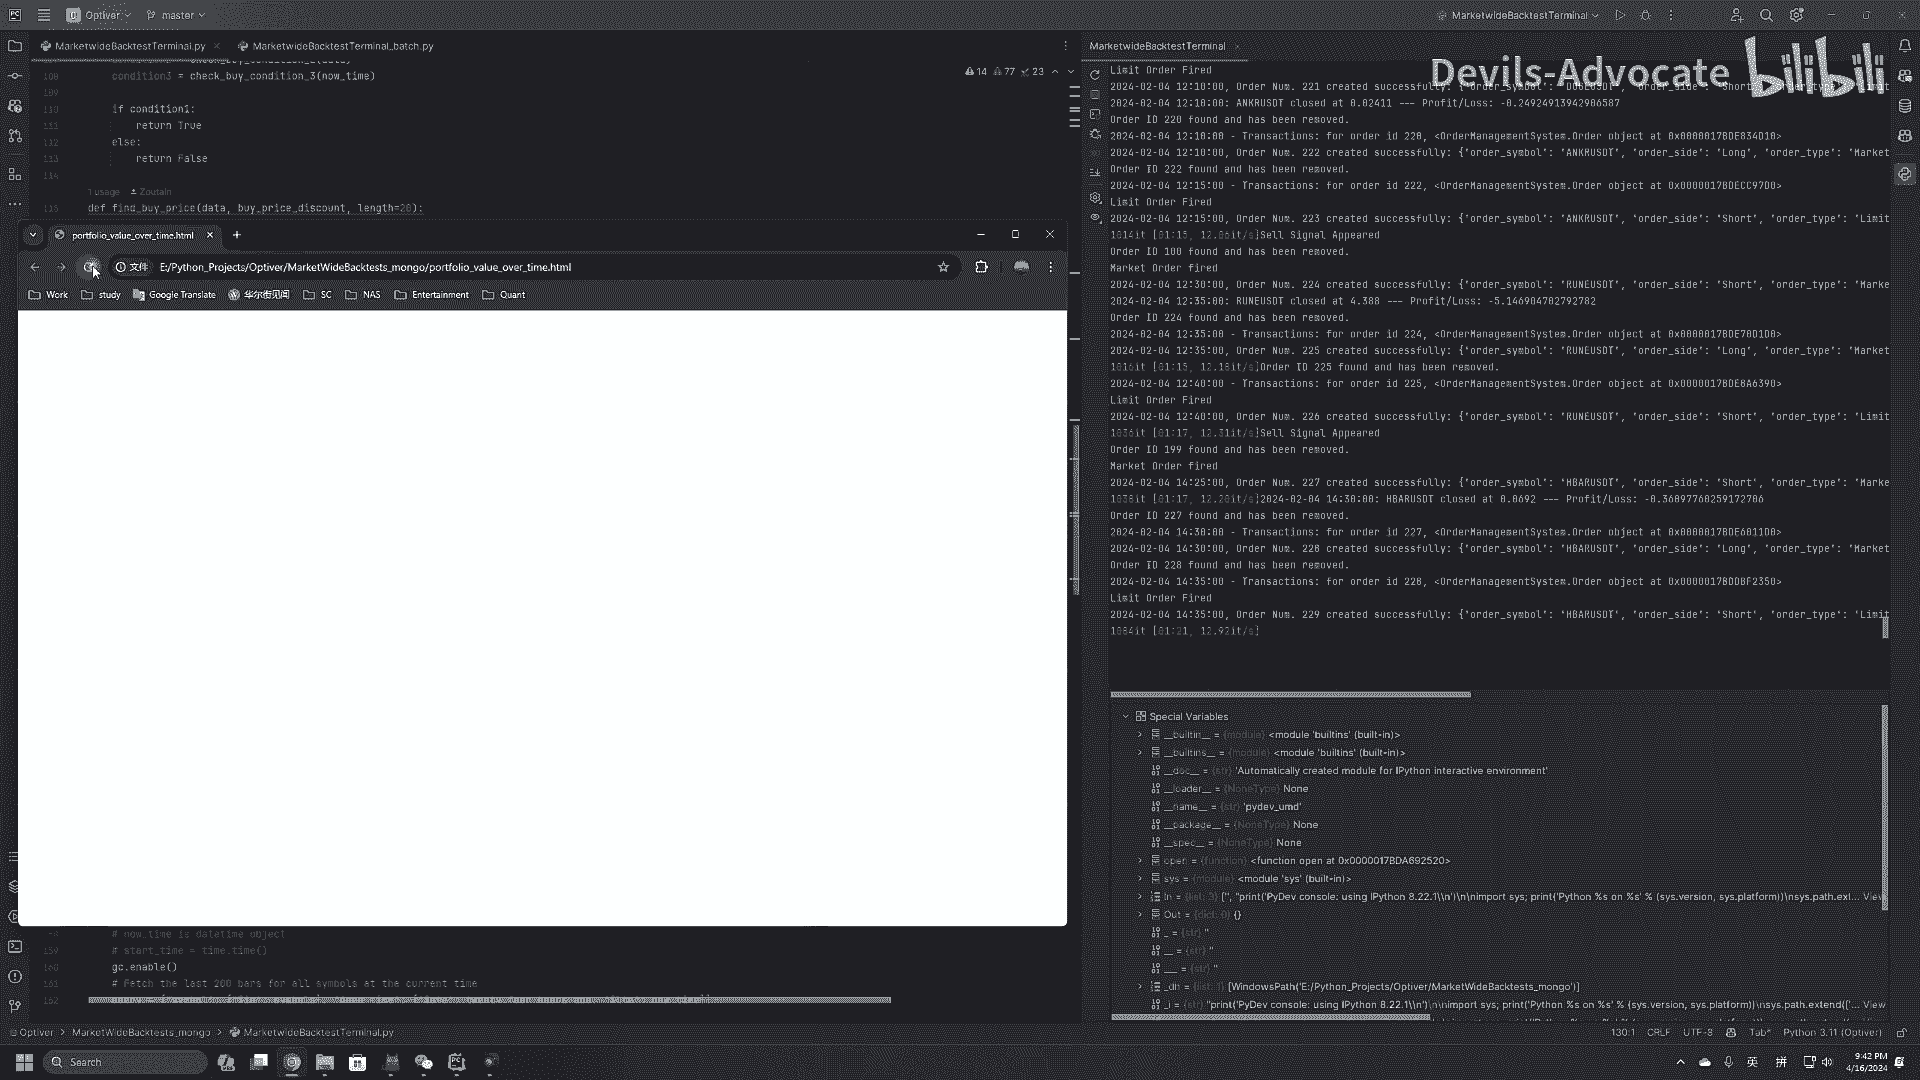 Optiver
master
MarketwideBacktestTerminal
MarketwideBacktestTerminal.py
MarketwideBacktestTerminal_batch.py
MarketwideBacktestTerminal
Devils-Advocate bilibili
108 condition3 = check_buy_condition_3(now_time)
14 77 23
109
110 if condition1:
111 return True
112 else:
113 return False
114
1 usage Zoutain
115 def find_buy_price(data, buy_price_discount, length=20):
portfolio_value_over_time.html
文件 E:/Python_Projects/Optiver/MarketWideBacktests_mongo/portfolio_value_over_time.html
Work study Google Translate 华尔街见闻 SC NAS Entertainment Quant
# now_time is datetime object
159 # start_time = time.time()
160 gc.enable()
161 # Fetch the last 200 bars for all symbols at the current time
162
Limit Order Fired
2024-02-04 12:10:00, Order Num. 221 created successfully:
2024-02-04 12:10:00: ANKRUSDT closed at 0.02411 --- Profit/Loss: -0.24924913942906587
Order ID 220 found and has been removed.
2024-02-04 12:10:00 - Transactions: for order id 220, <OrderManagementSystem.Order object at 0x0000017BDE834D10>
2024-02-04 12:10:00, Order Num. 222 created successfully: {'order_symbol': 'ANKRUSDT', 'order_side': 'Long', 'order_type': 'Market
Order ID 222 found and has been removed.
2024-02-04 12:15:00 - Transactions: for order id 222, <OrderManagementSystem.Order object at 0x0000017BDECC97D0>
Limit Order Fired
2024-02-04 12:15:00, Order Num. 223 created successfully: {'order_symbol': 'ANKRUSDT', 'order_side': 'Short', 'order_type': 'Limit
1014it [01:15, 12.06it/s]Sell Signal Appeared
Order ID 100 found and has been removed.
Market Order fired
2024-02-04 12:30:00, Order Num. 224 created successfully: {'order_symbol': 'RUNEUSDT', 'order_side': 'Short', 'order_type': 'Marke
2024-02-04 12:35:00: RUNEUSDT closed at 4.388 --- Profit/Loss: -5.146904702792782
Order ID 224 found and has been removed.
2024-02-04 12:35:00 - Transactions: for order id 224, <OrderManagementSystem.Order object at 0x0000017BDE70D1D0>
2024-02-04 12:35:00, Order Num. 225 created successfully: {'order_symbol': 'RUNEUSDT', 'order_side': 'Long', 'order_type': 'Market
1016it [01:15, 12.18it/s]Order ID 225 found and has been removed.
2024-02-04 12:40:00 - Transactions: for order id 225, <OrderManagementSystem.Order object at 0x0000017BDE8A6390>
Limit Order Fired
2024-02-04 12:40:00, Order Num. 226 created successfully: {'order_symbol': 'RUNEUSDT', 'order_side': 'Short', 'order_type': 'Limit
1036it [01:17, 12.31it/s]Sell Signal Appeared
Order ID 199 found and has been removed.
Market Order fired
2024-02-04 14:25:00, Order Num. 227 created successfully: {'order_symbol': 'HBARUSDT', 'order_side': 'Short', 'order_type': 'Marke
1038it [01:17, 12.20it/s]2024-02-04 14:30:00: HBARUSDT closed at 0.0692 --- Profit/Loss: -0.36097760259172706
Order ID 227 found and has been removed.
2024-02-04 14:30:00 - Transactions: for order id 227, <OrderManagementSystem.Order object at 0x0000017BDE6011D0>
2024-02-04 14:30:00, Order Num. 228 created successfully: {'order_symbol': 'HBARUSDT', 'order_side': 'Long', 'order_type': 'Market
Order ID 228 found and has been removed.
2024-02-04 14:35:00 - Transactions: for order id 228, <OrderManagementSystem.Order object at 0x0000017BDDBF2350>
Limit Order Fired
2024-02-04 14:35:00, Order Num. 229 created successfully: {'order_symbol': 'HBARUSDT', 'order_side': 'Short', 'order_type': 'Limit
1084it [01:21, 12.92it/s]
Special Variables
__builtin__ = {module} <module 'builtins' (built-in)>
__builtins__ = {module} <module 'builtins' (built-in)>
__doc__ = {str} 'Automatically created module for IPython interactive environment'
__loader__ = {NoneType} None
__name__ = {str} 'pydev_umd'
__package__ = {NoneType} None
__spec__ = {NoneType} None
open = {function} <function open at 0x0000017BDA692520>
sys = {module} <module 'sys' (built-in)>
In = {list: 3} ['', "print('PyDev console: using IPython 8.22.1\\n')\n\nimport sys; print('Python %s on %s' % (sys.version, sys.platform))\nsys.path.ext... View
Out = {dict: 0} {}
_ = {str} ''
__ = {str} ''
___ = {str} ''
_dh = {list: 1} [WindowsPath('E:/Python_Projects/Optiver/MarketWideBacktests_mongo')]
_i = {str} "print('PyDev console: using IPython 8.22.1\\n')\n\nimport sys; print('Python %s on %s' % (sys.version, sys.platform))\nsys.path.extend(['... View
Optiver > MarketWideBacktests_mongo > MarketwideBacktestTerminal.py
130:1 CRLF UTF-8 Tab* Python 3.11 (Optiver)
Search
英 拼 9:42 PM
4/16/2024